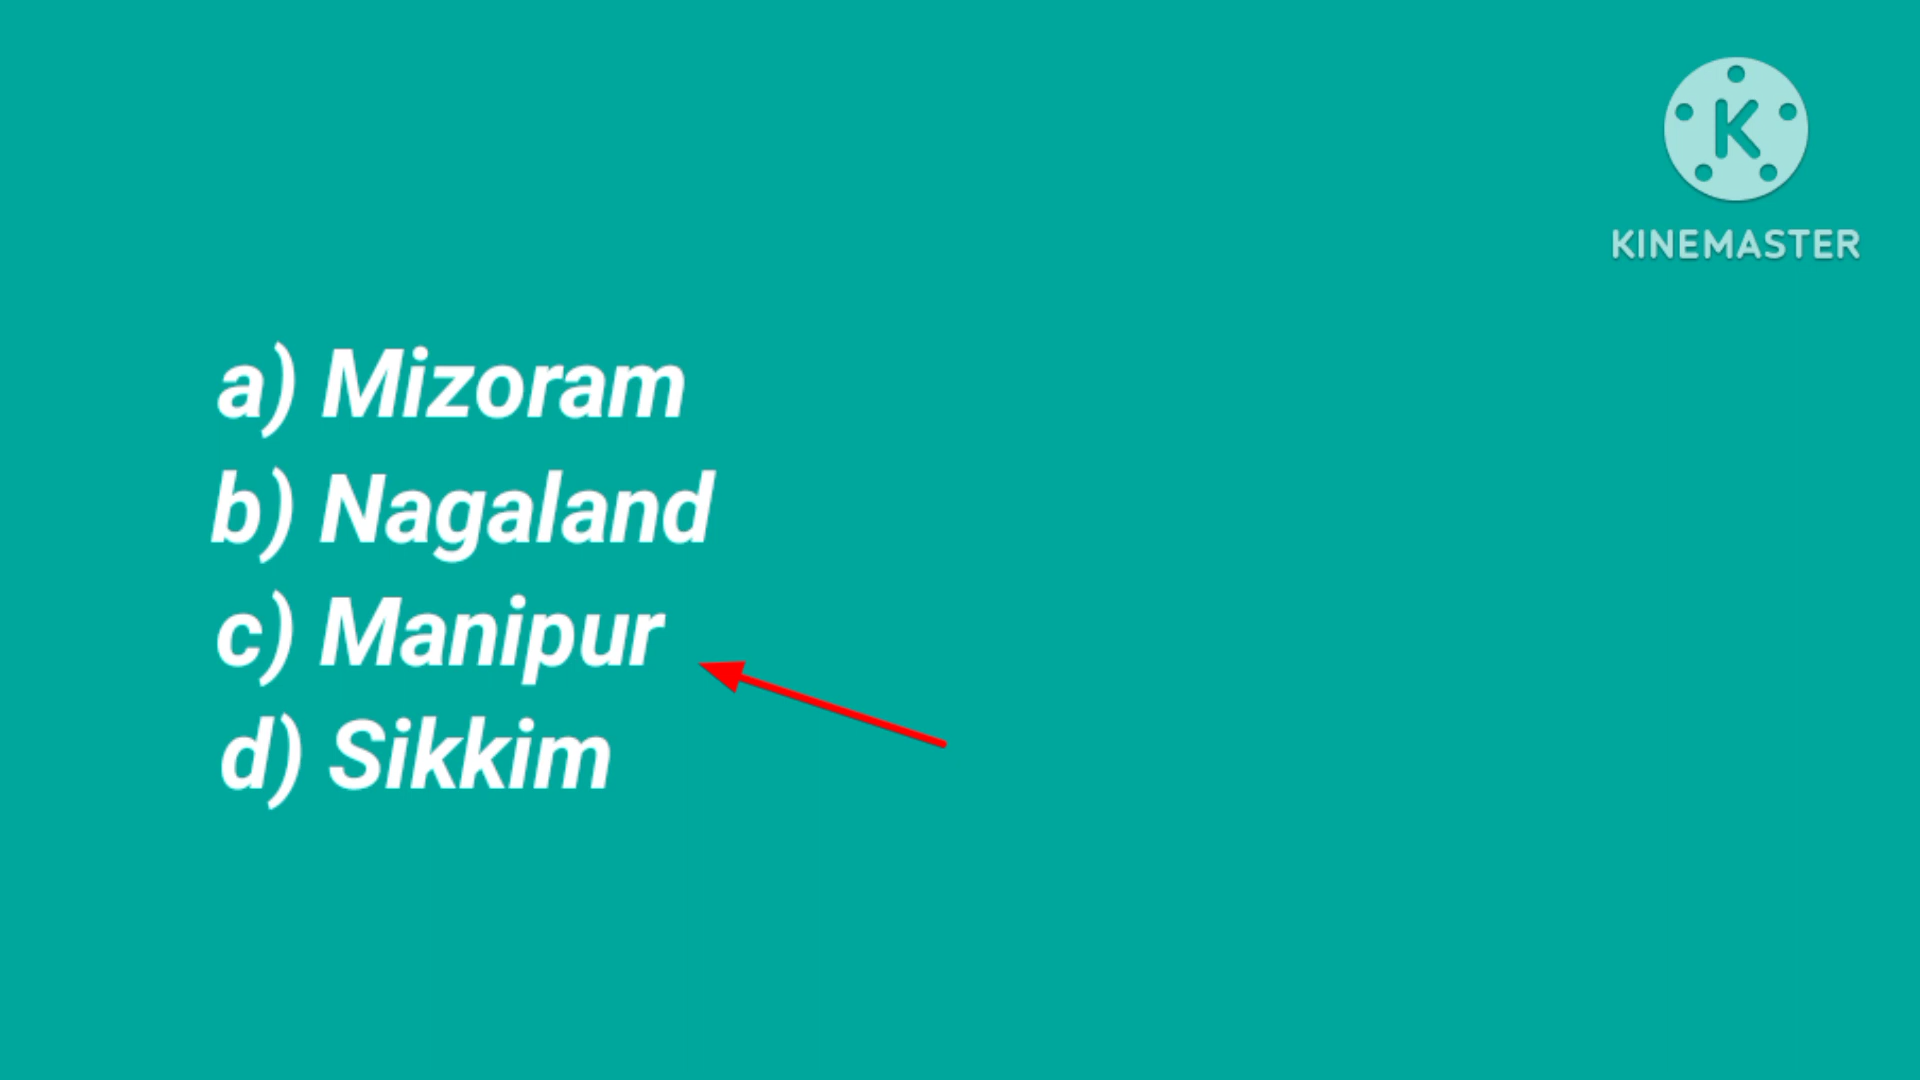 K
KINEMASTER
a) Mizoram
b) Nagaland
c) Manipur
d) Sikkim